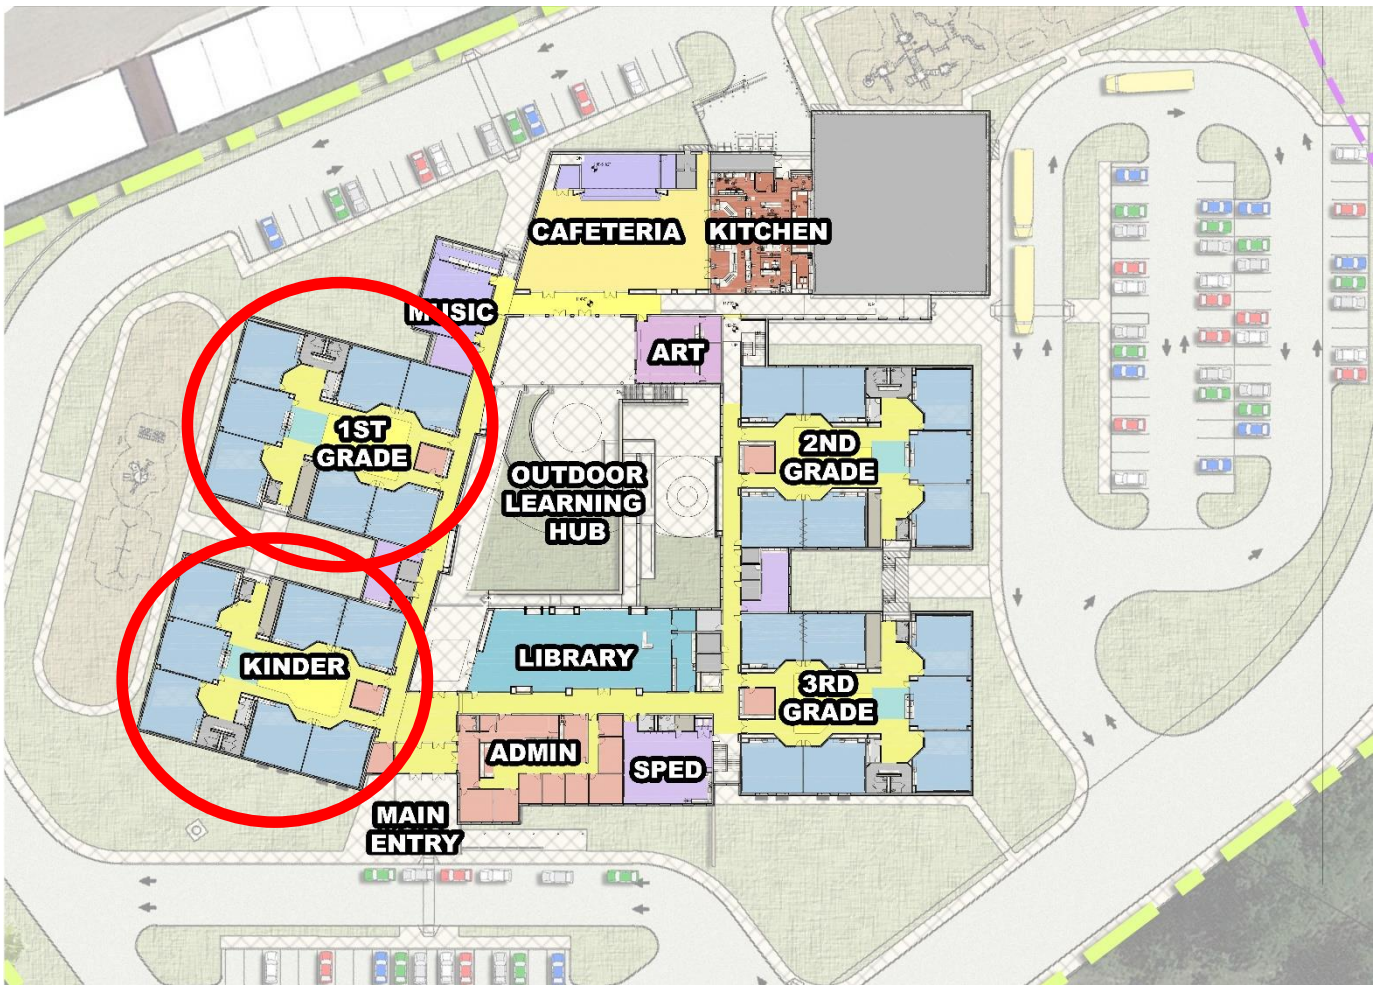 CAFETERIA
KITCHEN
MUSIC
ART
1ST
GRADE
2ND
GRADE
OUTDOOR
LEARNING
HUB
KINDER
LIBRARY
3RD
GRADE
ADMIN
SPED
MAIN
ENTRY